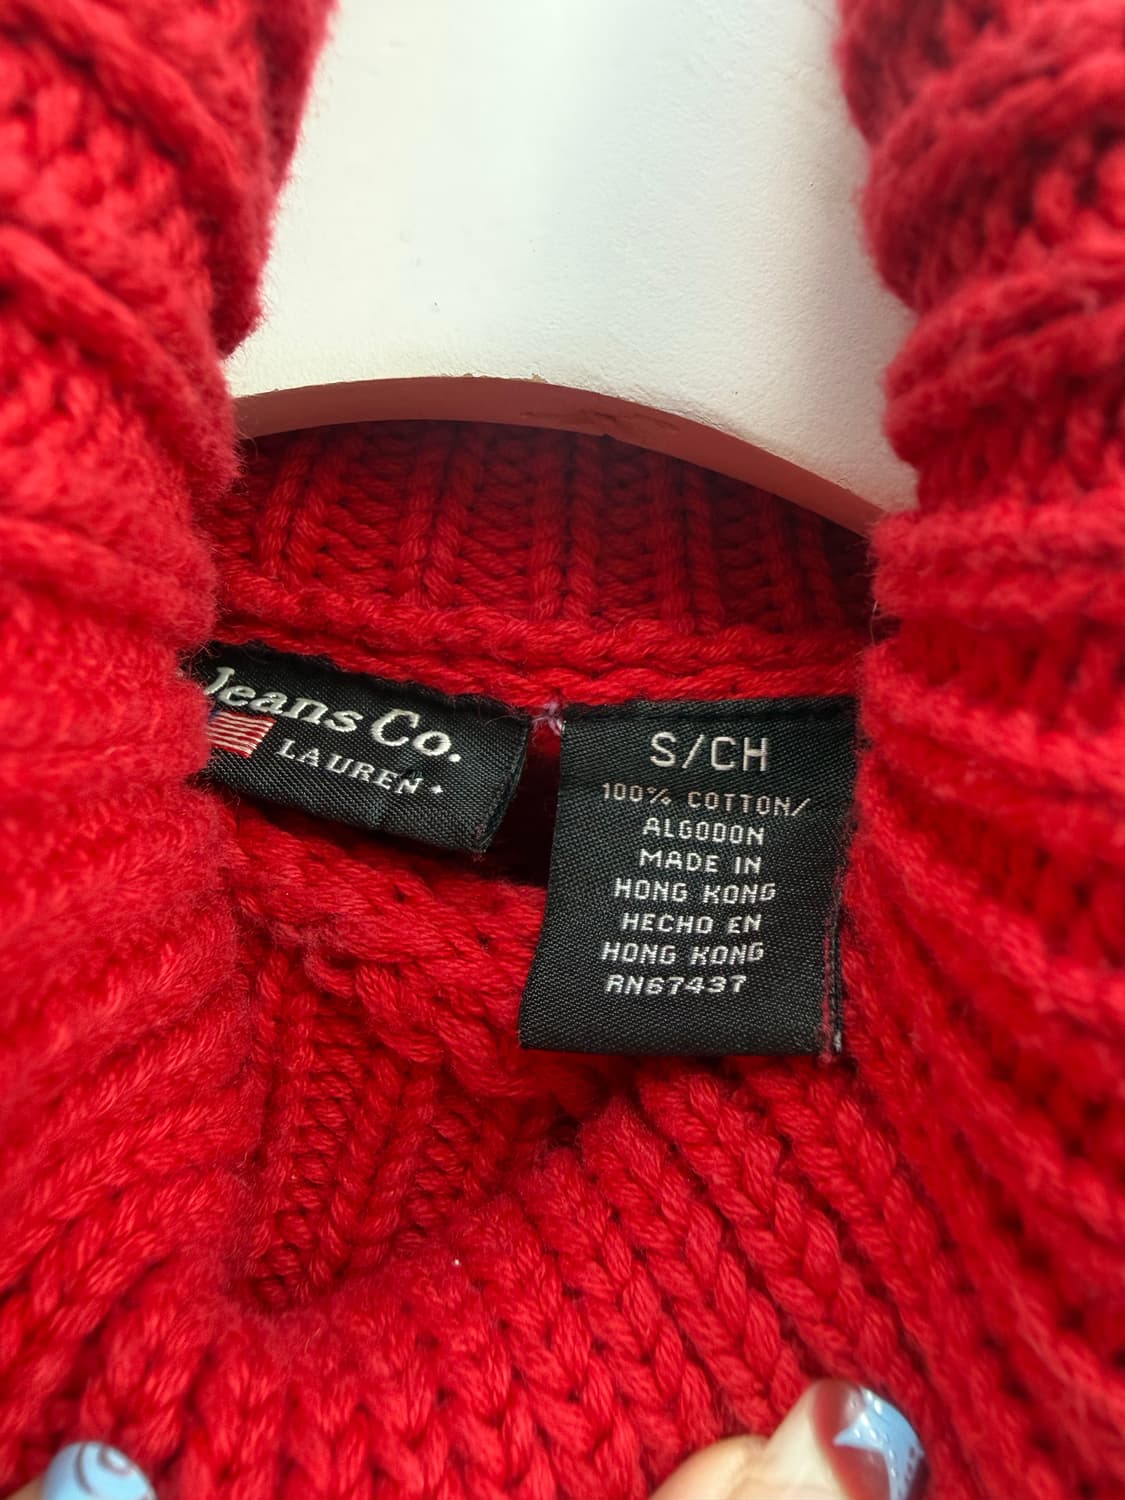 Jeans Co.
LAUREN
S/CH
100% COTTON/
ALGODON
MADE IN
HONG KONG
HECHO EN
HONG KONG
RN67437